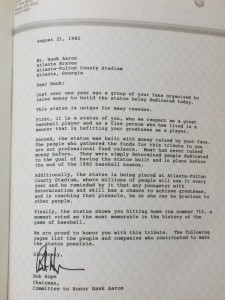 August 21, 1982
Mr. Hank Aaron
Atlanta Braves
Atlanta-Fulton County Stadium
Atlanta, Georgia
Dear Hank:
Just over one year ago a group of your fans organized to
raise money to build the statue being dedicated today.
This statue is unique for many reasons.
First, it is a statue of you, who we respect as a great
baseball player and as a fine person who has lived in a
manner that is befitting your greatness as a player.
Second, the statue was built with money raised by your fans.
The people who gathered the funds for this tribute to you
are not professional fund raisers. Most had never raised
money before. They were simply determined people dedicated
to the goal of having the statue built and in place before
the end of the 1982 baseball season.
Additionally, the statue is being placed at Atlanta-Fulton
County Stadium, where millions of people will see it every
year and be reminded by it that any youngster with
determination and skill has a chance to achieve greatness,
and in reaching that pinnacle, he or she can be gracious to
other people.
Finally, the statue shows you hitting home run number 715, a
moment voted as the most memorable in the history of the
game of baseball.
We are proud to honor you with this tribute. The following
pages list the people and companies who contributed to make
the statue possible.
Sincerely,
Bob Hope
Chairman,
Committee to Honor Hank Aaron